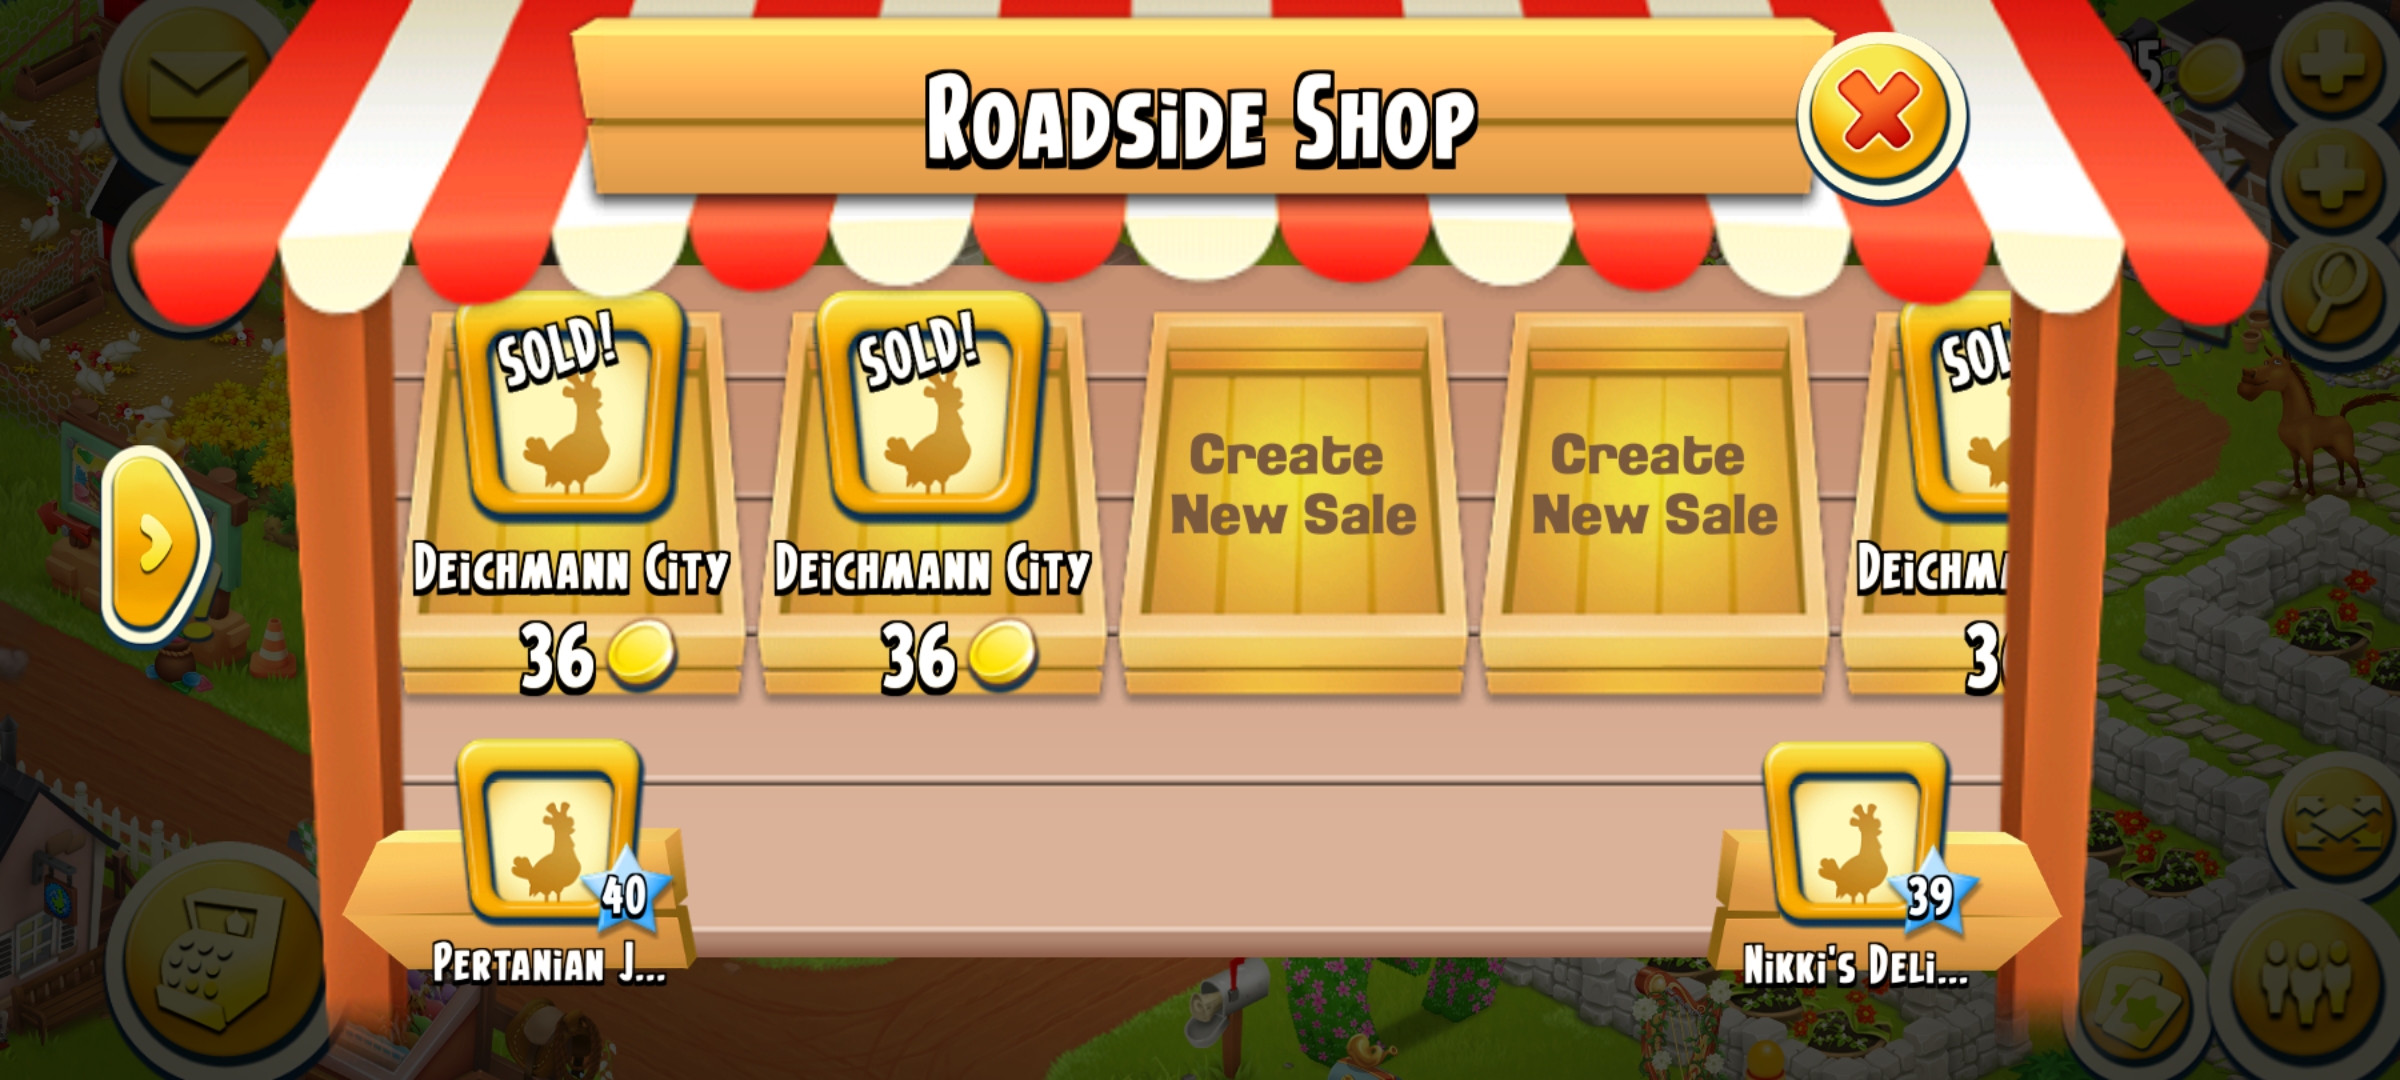 Roadside Shop
SOLD!
SOLD!
Deichmann City
Deichmann City
36
36
Create
New Sale
Create
New Sale
40
39
Pertanian J...
Nikki's Deli...